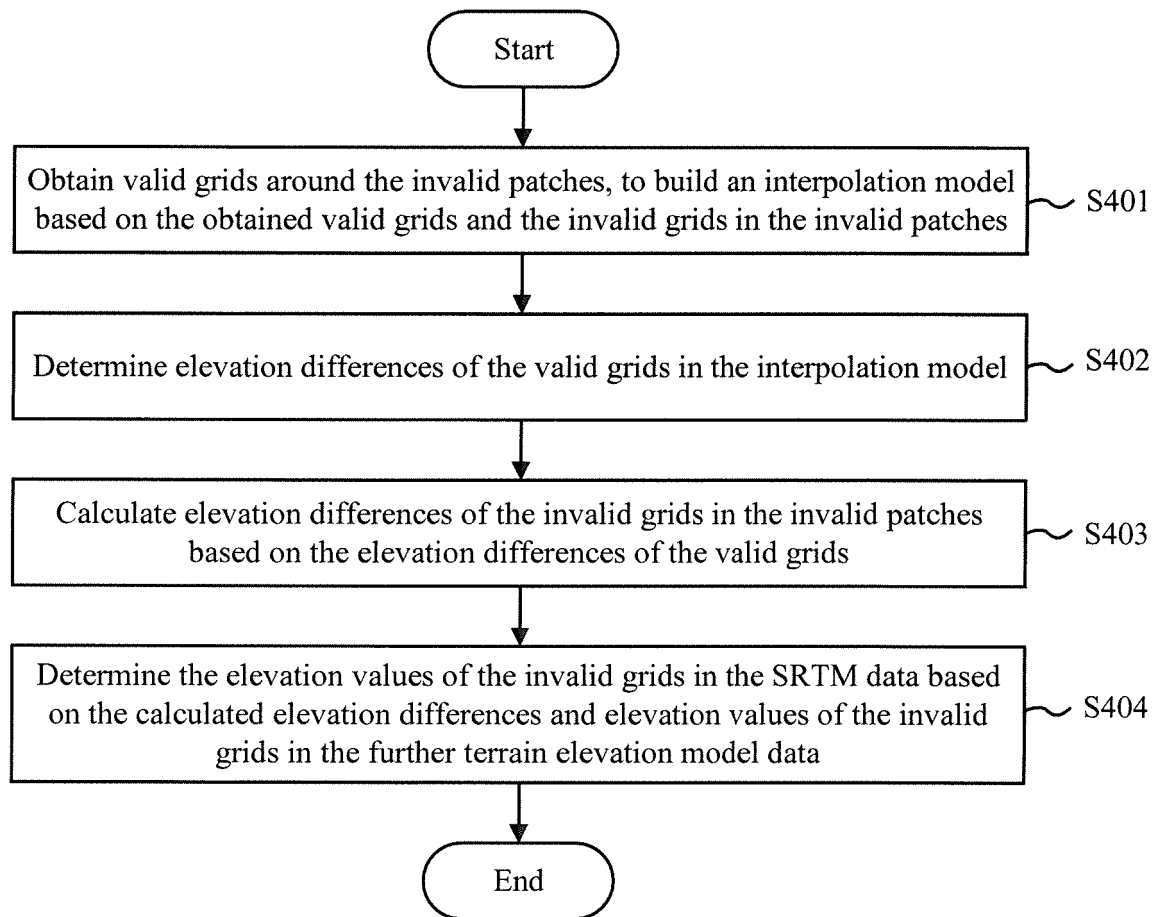 Start
Obtain valid grids around the invalid patches, to build an interpolation model
based on the obtained valid grids and the invalid grids in the invalid patches
S401
Determine elevation differences of the valid grids in the interpolation model
S402
Calculate elevation differences of the invalid grids in the invalid patches
based on the elevation differences of the valid grids
S403
Determine the elevation values of the invalid grids in the SRTM data based
on the calculated elevation differences and elevation values of the invalid
grids in the further terrain elevation model data
S404
End